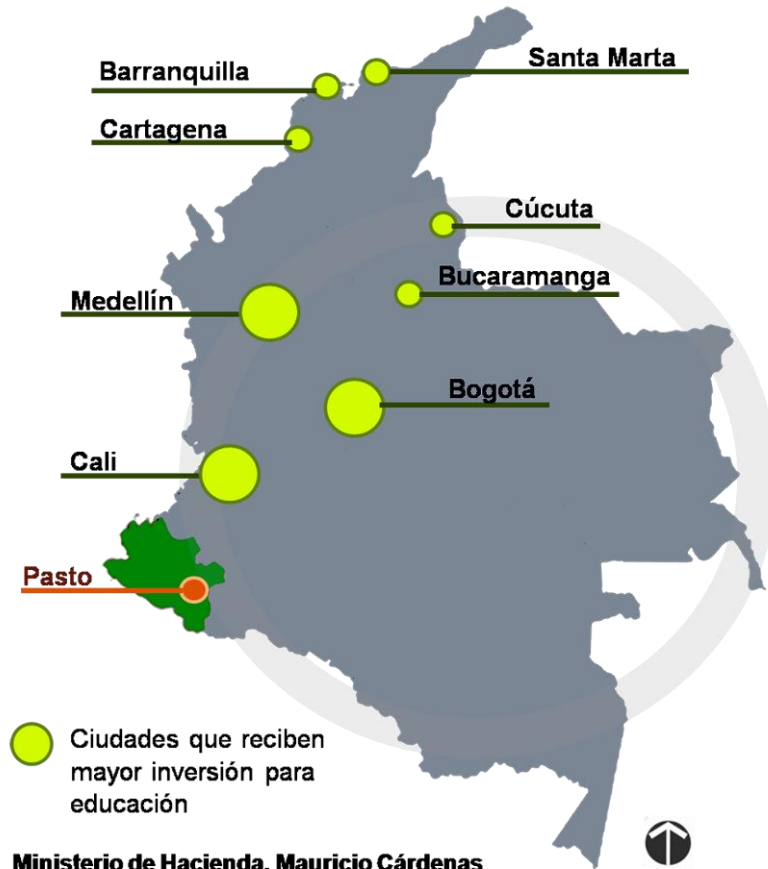 Santa Marta
Barranquilla
Cartagena
Cúcuta
Bucaramanga
Medellín
Bogotá
Cali
Pasto
Ciudades que reciben
mayor inversión para
educación
Ministerio de Hacienda. Mauricio Cárdenas